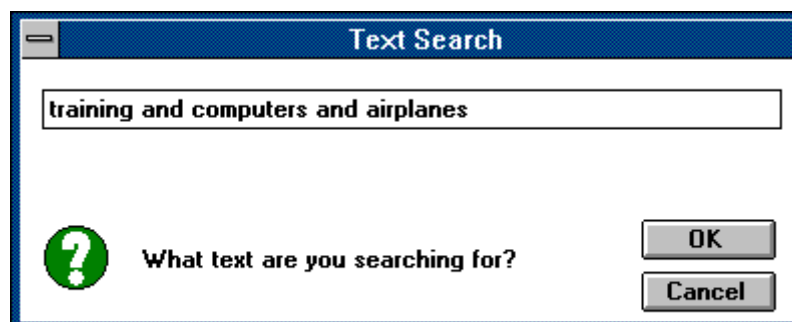 Text Search
training and computers and airplanes
What text are you searching for?
OK
Cancel